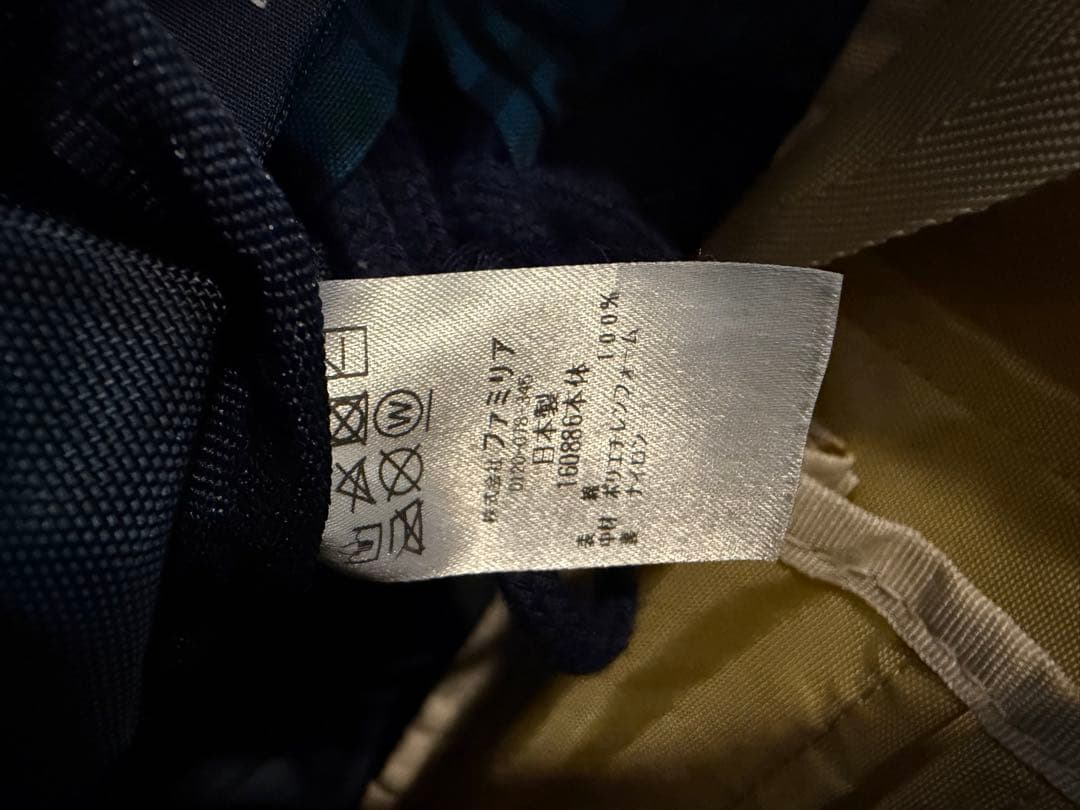 株式会社ファミリア
0120-078-345
日本製
160886本体
表 綿 100%
中材 ポリエチレンフォーム
裏 ナイロン
W